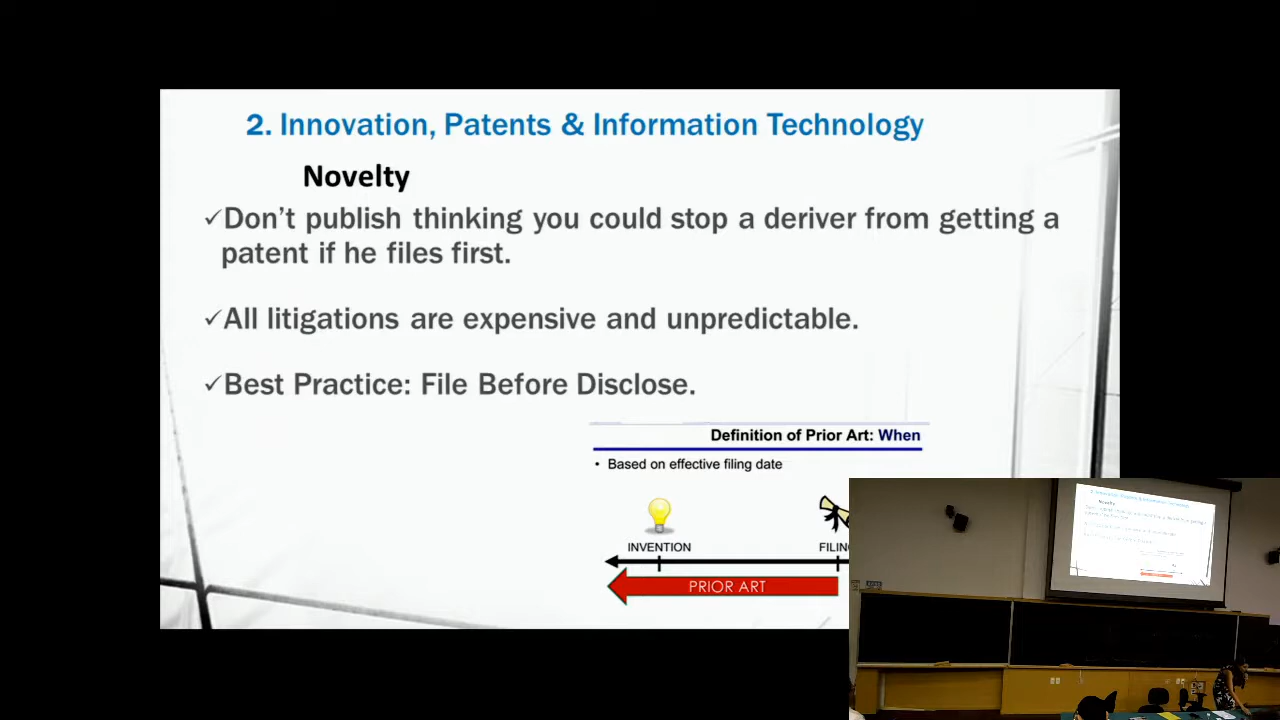 2. Innovation, Patents & Information Technology
Novelty
✓Don't publish thinking you could stop a deriver from getting a
patent if he files first.
✓All litigations are expensive and unpredictable.
✓Best Practice: File Before Disclose.
Definition of Prior Art: When
• Based on effective filing date
INVENTION
PRIOR ART